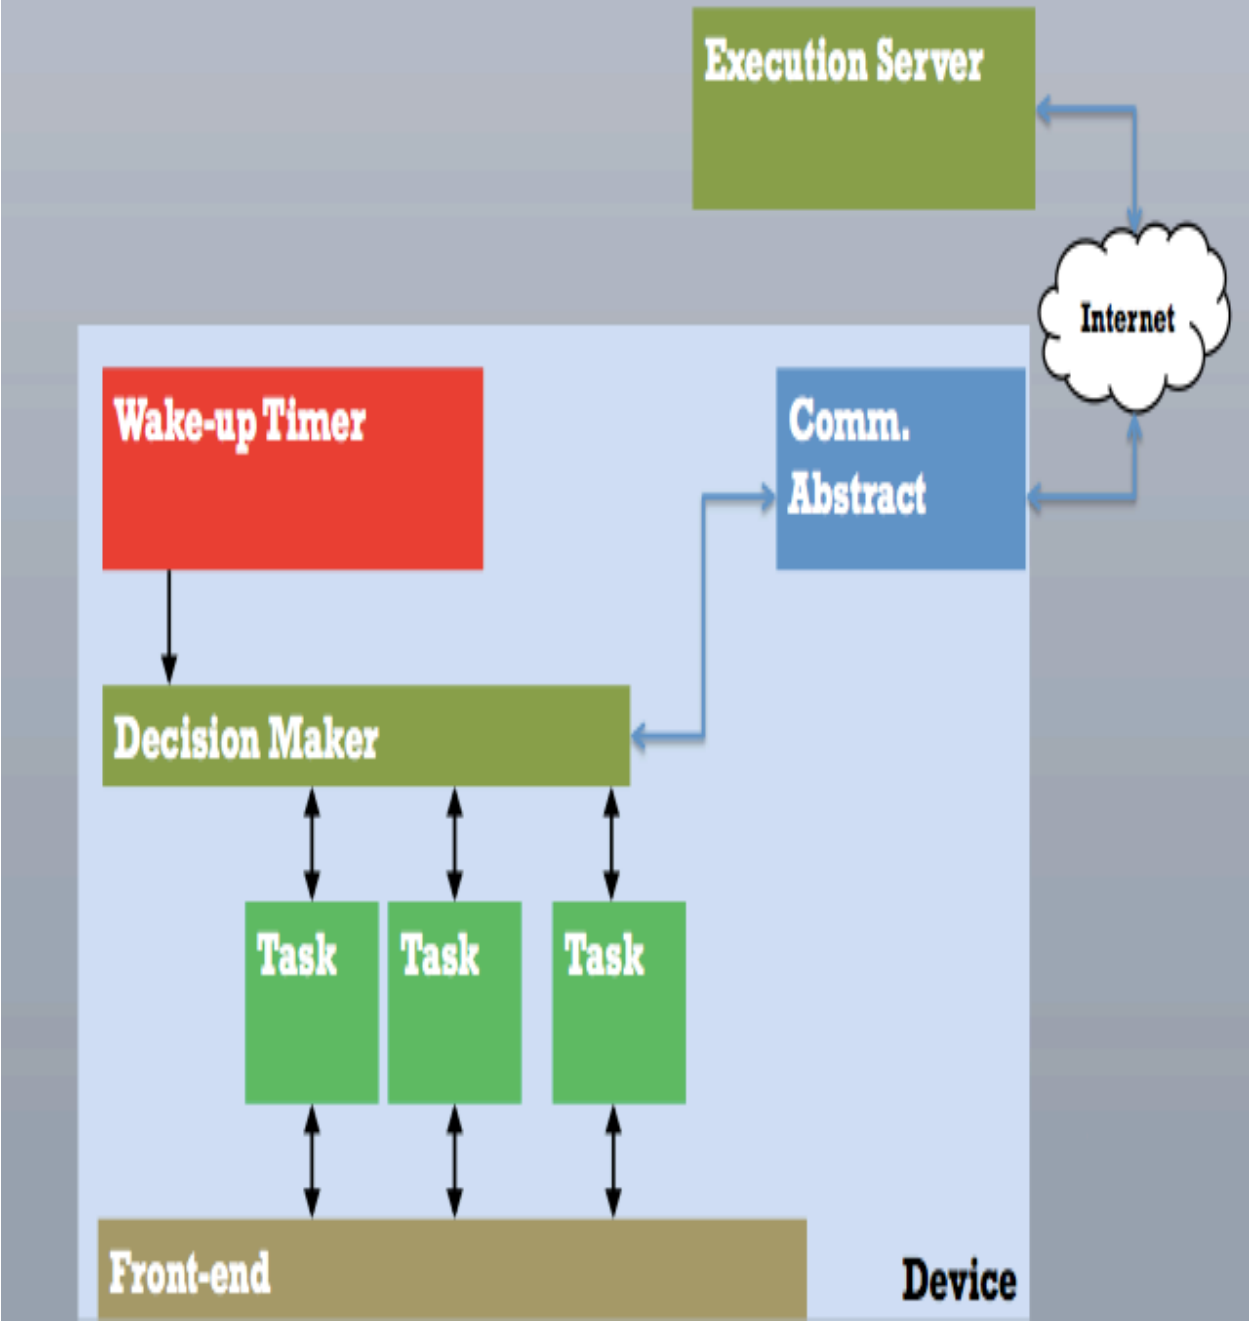 Execution Server
Internet
Wake-up Timer
Comm.
Abstract
Decision Maker
Task
Task
Task
Front-end
Device